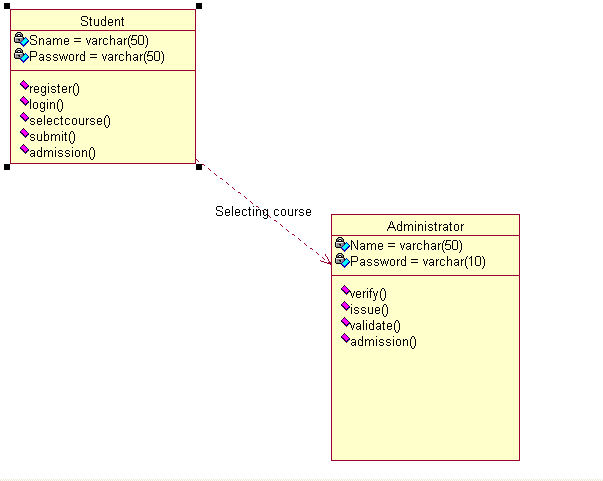 Student
Sname = varchar(50)
Password = varchar(50)
register()
login()
selectcourse()
submit()
admission()
Selecting course
Administrator
Name = varchar(50)
Password = varchar(10)
verify()
issue()
validate()
admission()